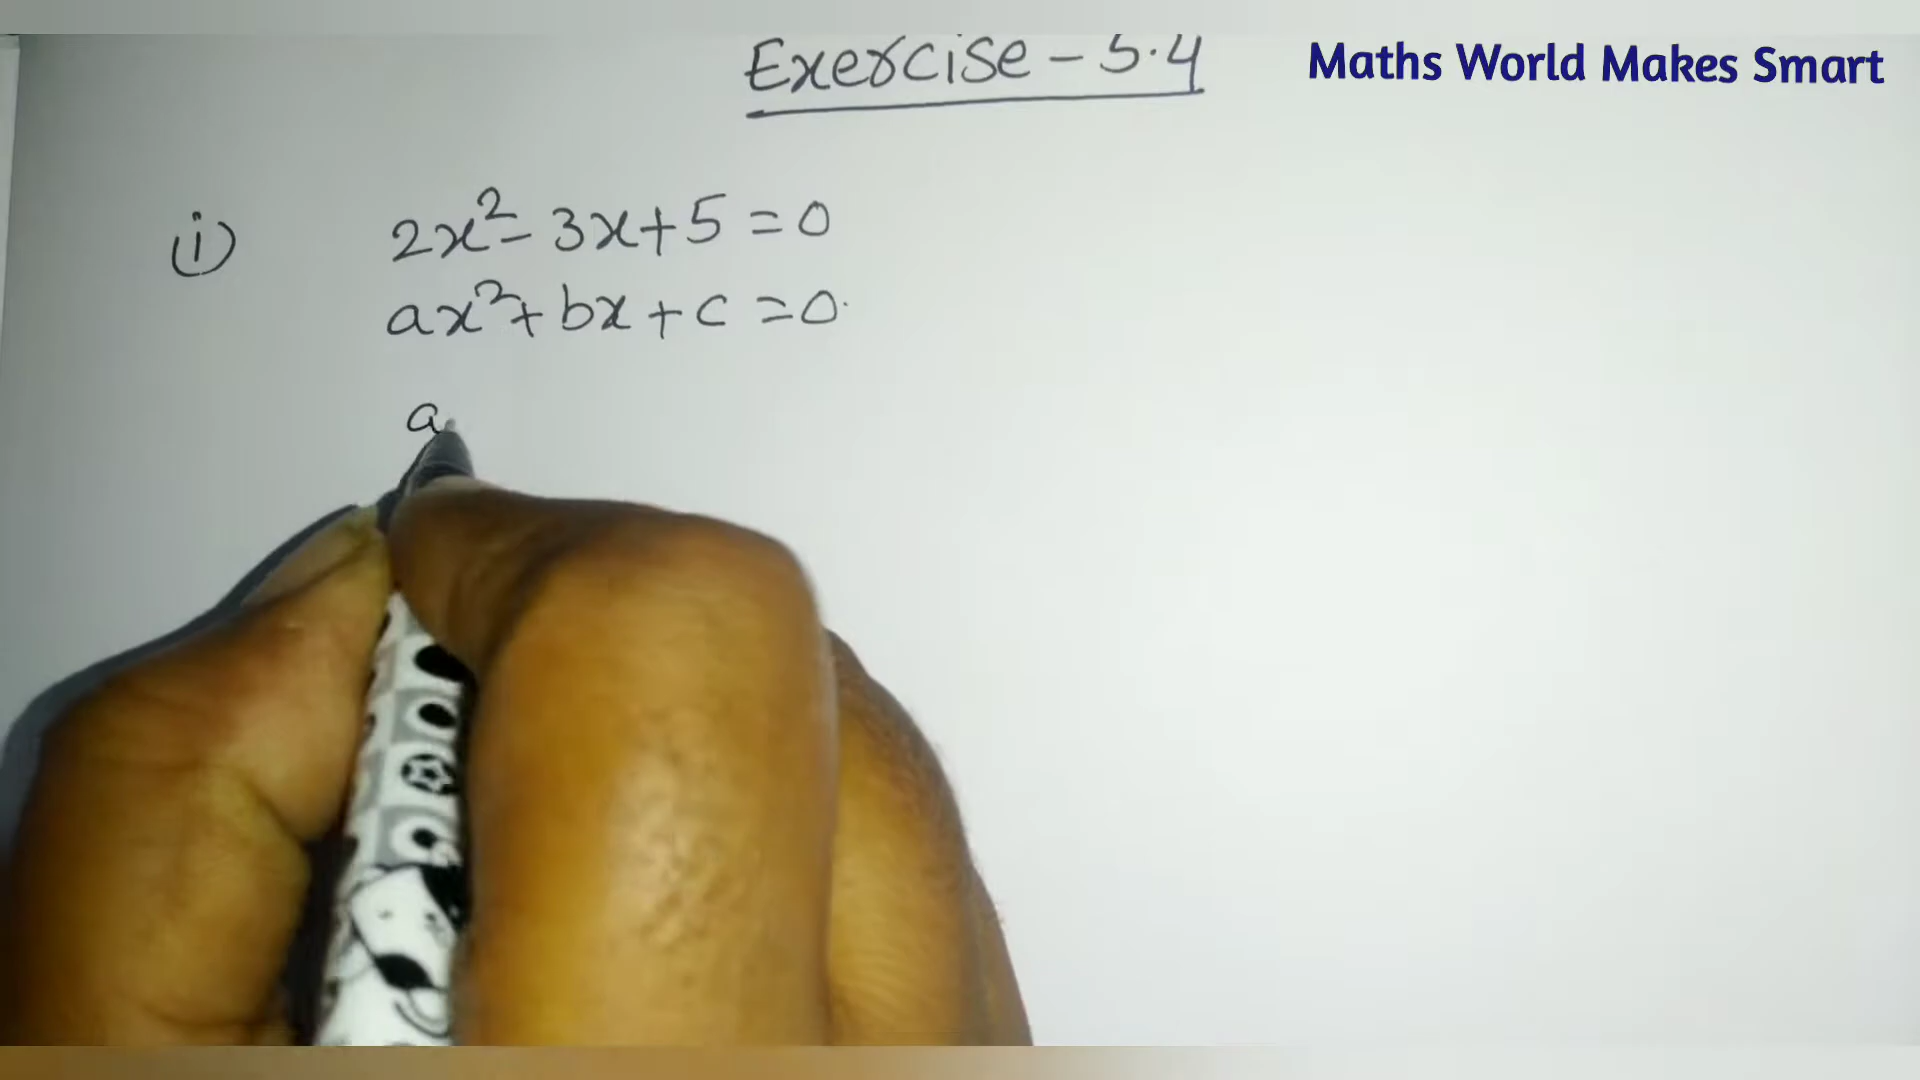 Exercise - 5.4
Maths World Makes Smart
(i) 2x² - 3x + 5 = 0
ax² + bx + c = 0.
a